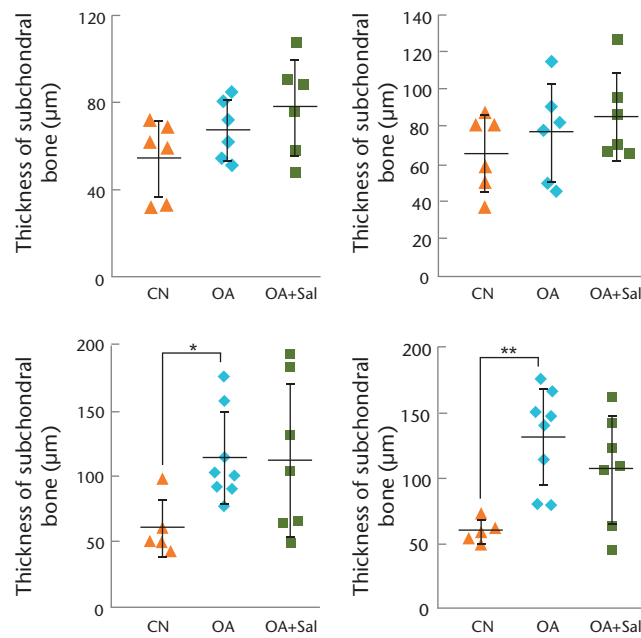 Thickness of subchondral
bone (µm)
120
80
40
0
CN OA OA+Sal
Thickness of subchondral
bone (µm)
140
120
100
80
60
40
20
0
CN OA OA+Sal
Thickness of subchondral
bone (µm)
200
150
100
50
0
*
CN OA OA+Sal
Thickness of subchondral
bone (µm)
200
150
100
50
0
**
CN OA OA+Sal